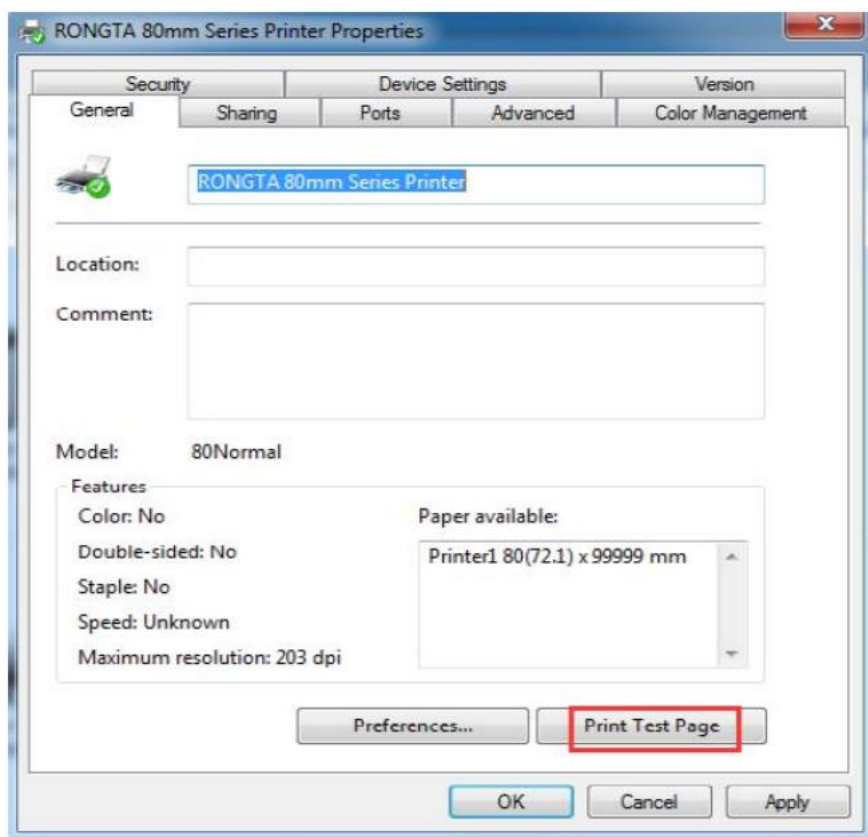 RONGTA 80mm Series Printer Properties
Security Device Settings Version
General Sharing Ports Advanced Color Management
RONGTA 80mm Series Printer
Location:
Comment:
Model: 80Normal
Features
Color: No
Paper available:
Double-sided: No
Printer1 80(72.1) x 99999 mm
Staple: No
Speed: Unknown
Maximum resolution: 203 dpi
Preferences... Print Test Page
OK Cancel Apply